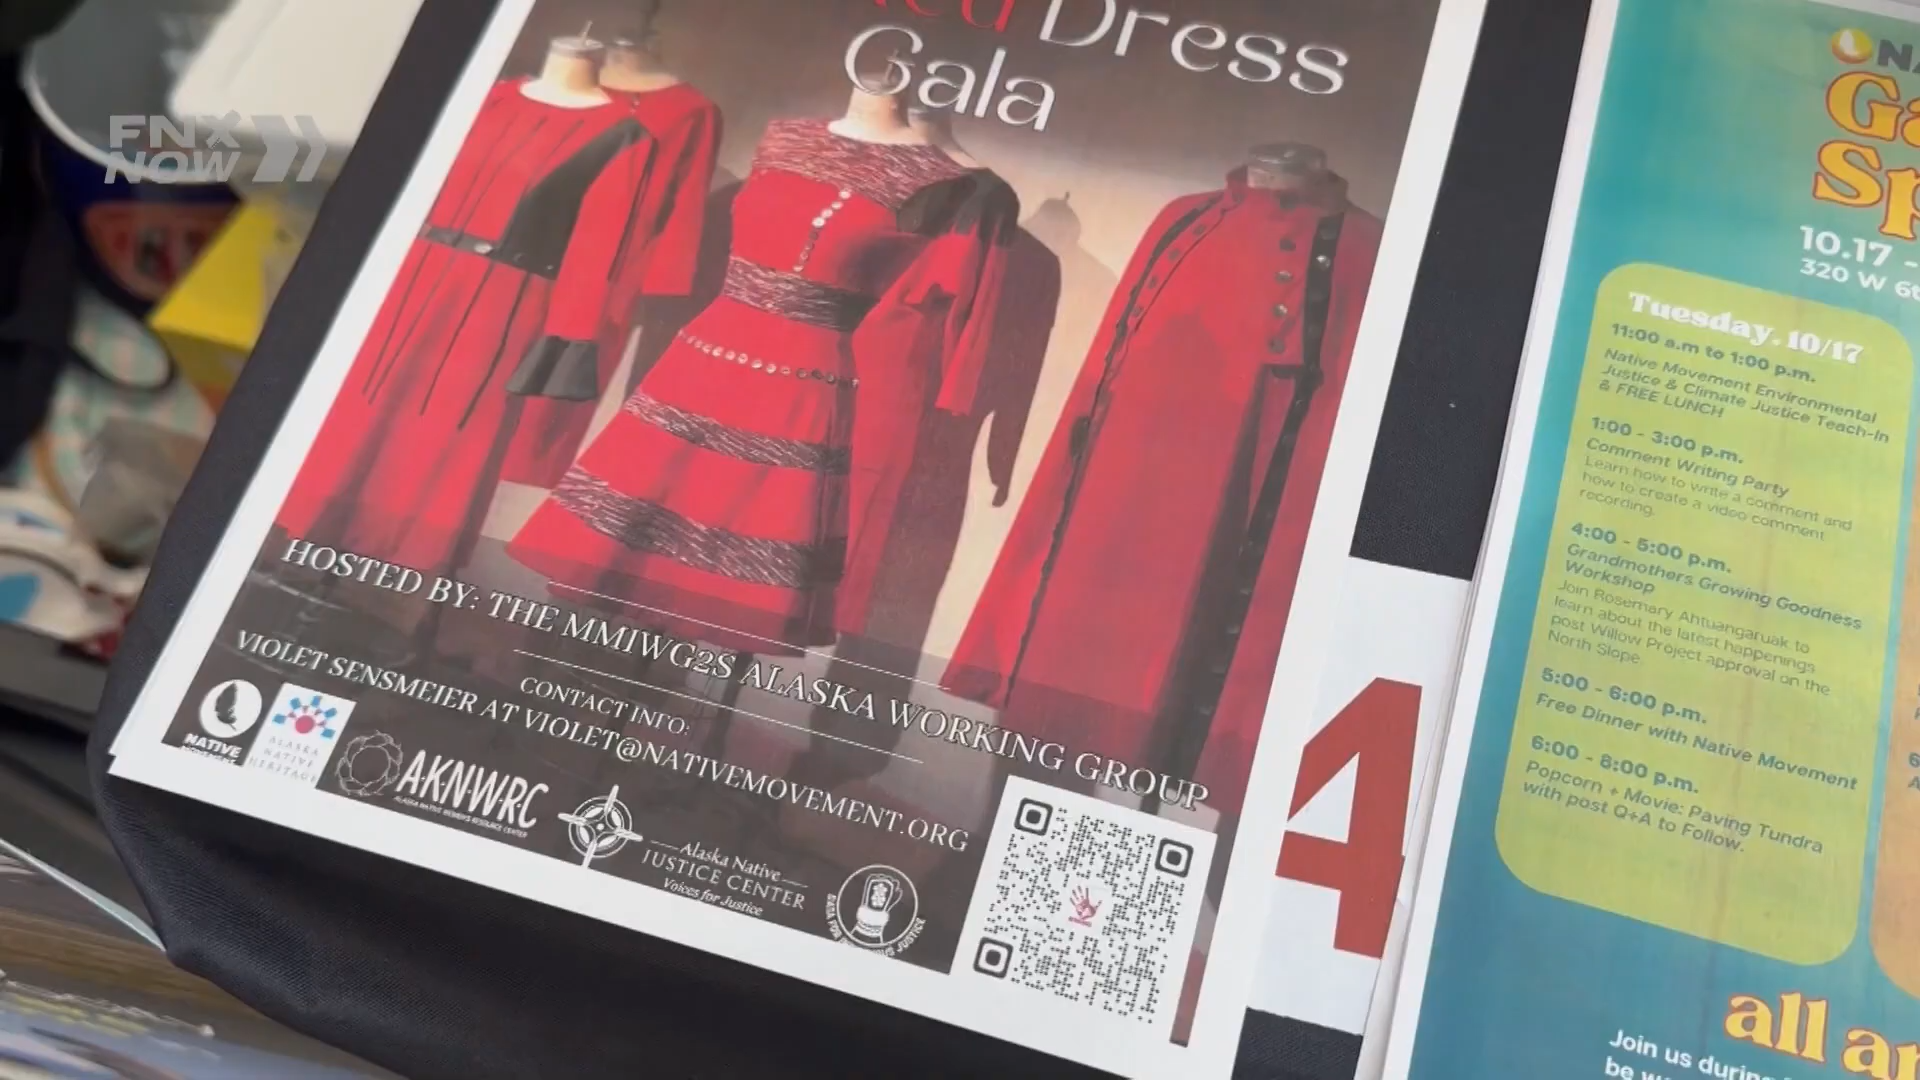 FNX
NOW
Dress
Gala
HOSTED BY: THE MMIWG2S ALASKA WORKING GROUP
CONTACT INFO:
VIOLET SENSMEIER AT VIOLET@NATIVEMOVEMENT.ORG
NATIVE
ALASKA
NATIVE
HERITAGE
AKNWRC
ALASKA NATIVE WOMEN'S RESOURCE CENTER
Alaska Native
JUSTICE CENTER
Voices for Justice
A
10.17 -
320 W 6t
Tuesday, 10/17
11:00 a.m to 1:00 p.m.
Native Movement Environmental
Justice & Climate Justice Teach-In
& FREE LUNCH
1:00 - 3:00 p.m.
Comment Writing Party
Learn how to write a comment and
how to create a video comment
recording.
4:00 - 5:00 p.m.
Grandmothers Growing Goodness
Workshop
Join Rosemary Ahtuangaruak to
learn about the latest happenings
post Willow Project approval on the
North Slope.
5:00 - 6:00 p.m.
Free Dinner with Native Movement
6:00 - 8:00 p.m.
Popcorn + Movie: Paving Tundra
with post Q+A to Follow.
all
Join us during
be